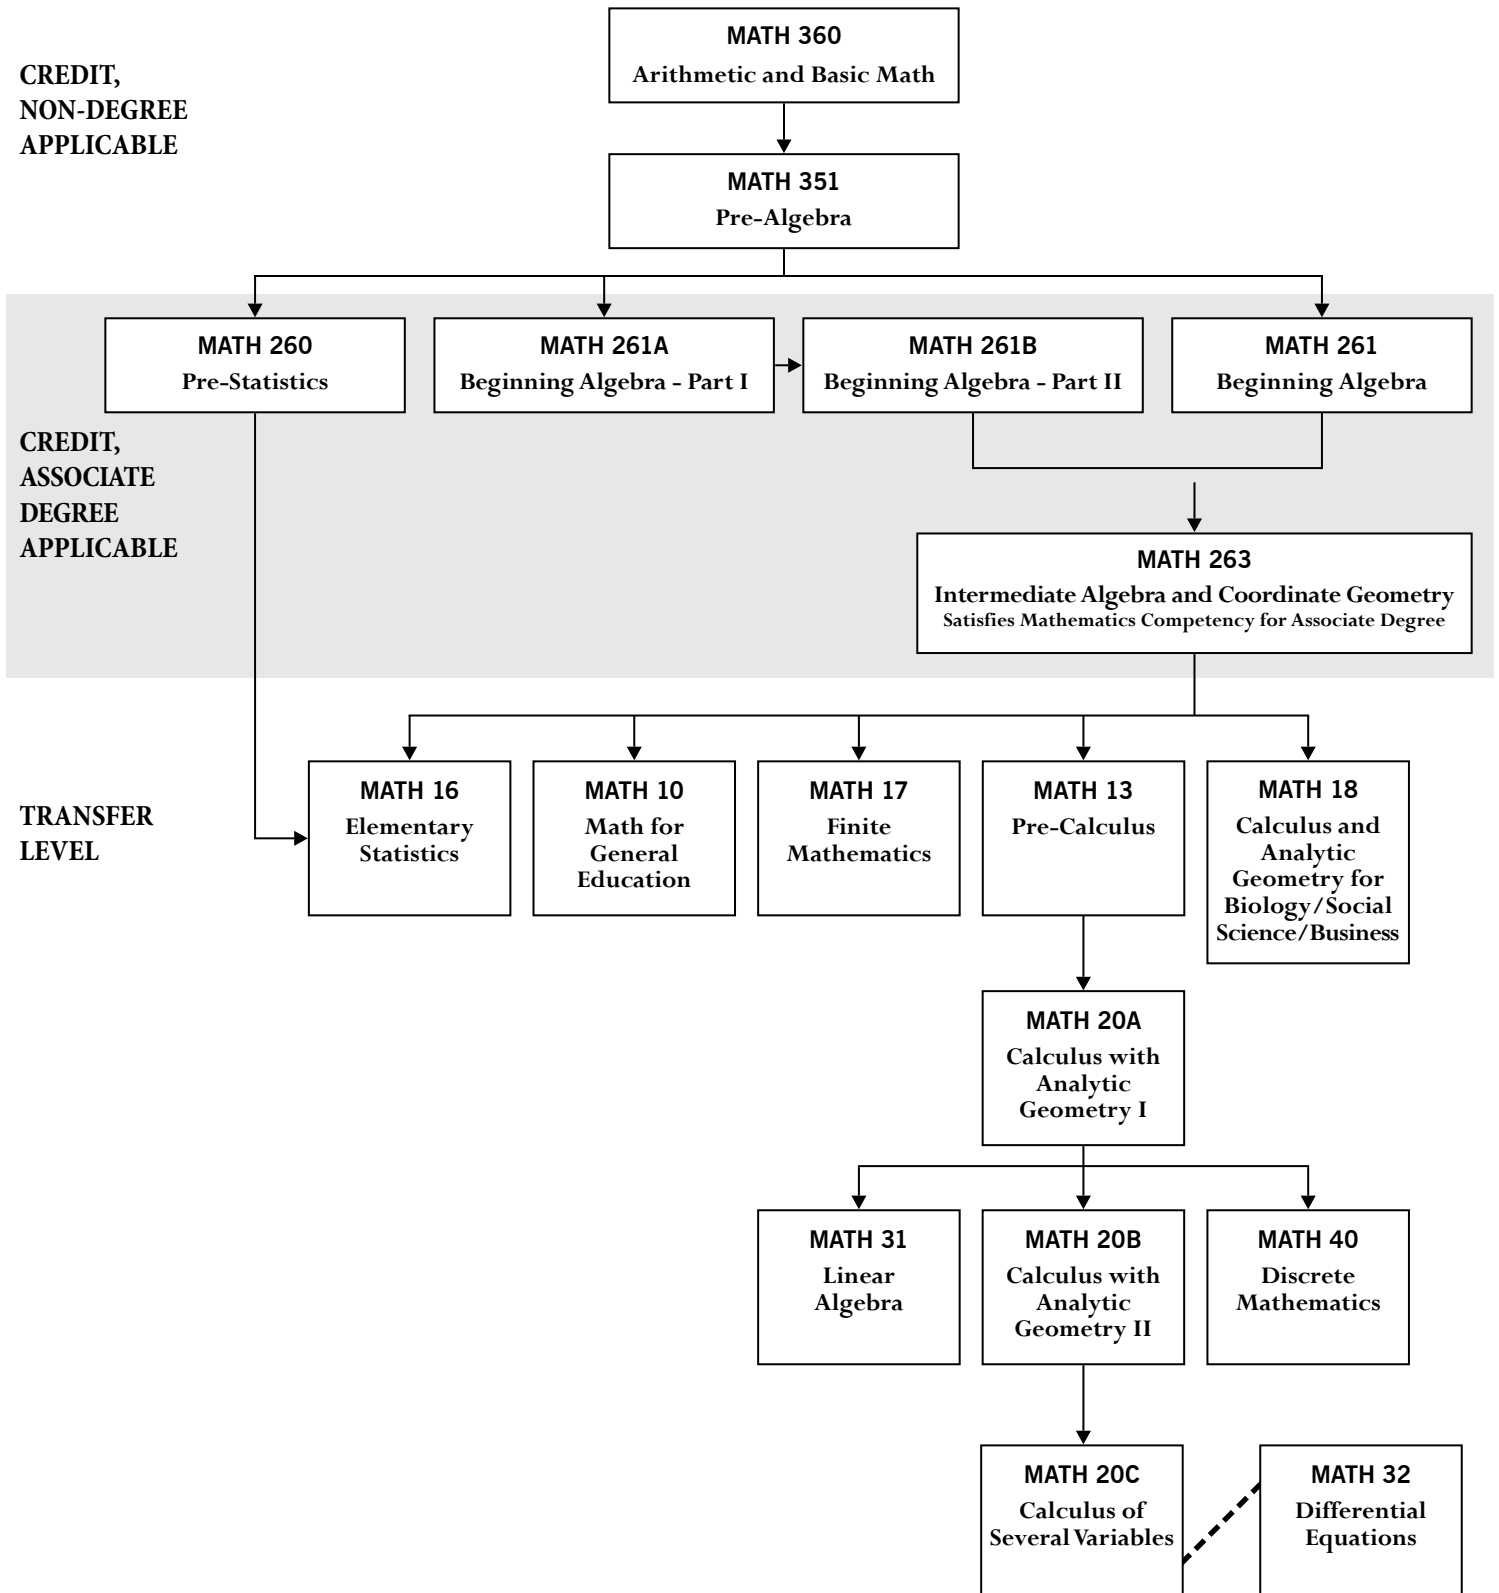 MATH 360
Arithmetic and Basic Math
CREDIT,
NON-DEGREE
APPLICABLE
MATH 351
Pre-Algebra
MATH 260
Pre-Statistics
MATH 261A
Beginning Algebra - Part I
MATH 261B
Beginning Algebra - Part II
MATH 261
Beginning Algebra
CREDIT,
ASSOCIATE
DEGREE
APPLICABLE
MATH 263
Intermediate Algebra and Coordinate Geometry
Satisfies Mathematics Competency for Associate Degree
TRANSFER
LEVEL
MATH 16
Elementary
Statistics
MATH 10
Math for
General
Education
MATH 17
Finite
Mathematics
MATH 13
Pre-Calculus
MATH 18
Calculus and
Analytic
Geometry for
Biology/Social
Science/Business
MATH 20A
Calculus with
Analytic
Geometry I
MATH 31
Linear
Algebra
MATH 20B
Calculus with
Analytic
Geometry II
MATH 40
Discrete
Mathematics
MATH 20C
Calculus of
Several Variables
MATH 32
Differential
Equations